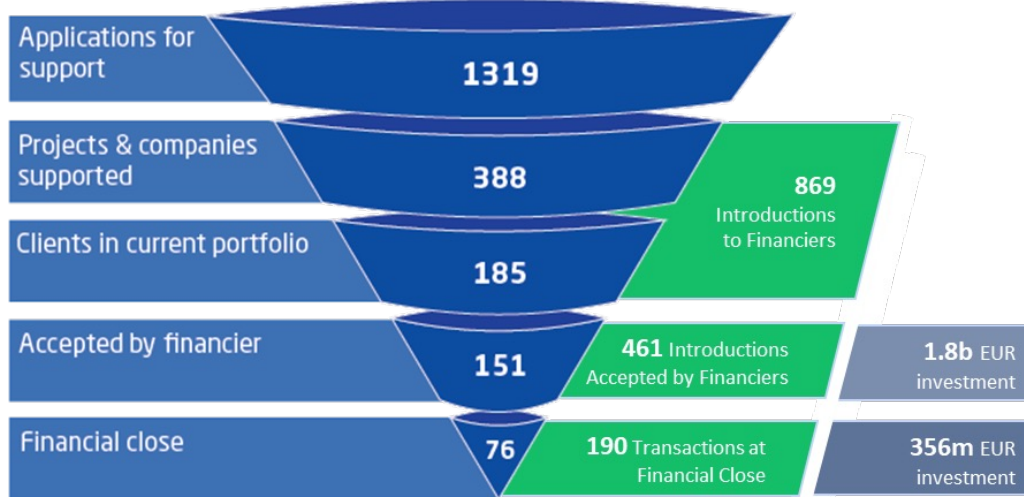 Applications for
support
1319
Projects & companies
supported
388
869
Introductions
to Financiers
Clients in current portfolio
185
Accepted by financier
151
461 Introductions
Accepted by Financiers
1.8b EUR
investment
Financial close
76
190 Transactions at
Financial Close
356m EUR
investment